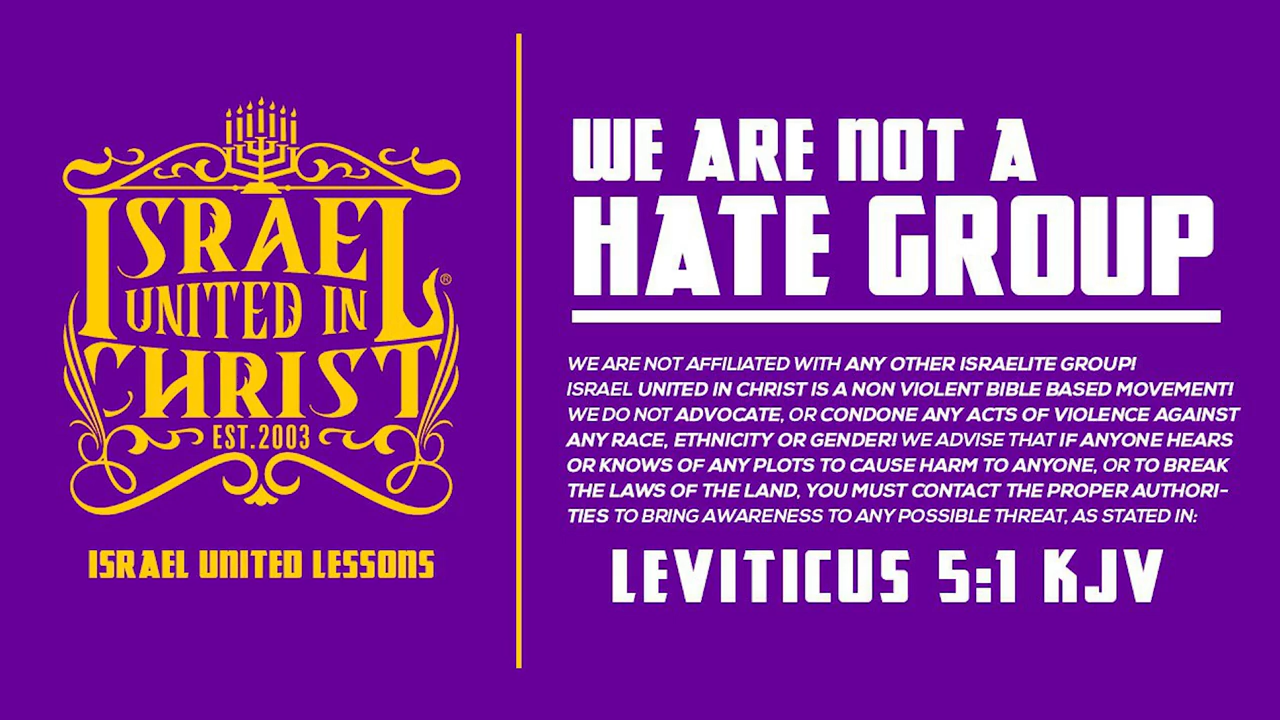 ISRAEL
UNITED IN
CHRIST
®
EST.2003
ISRAEL UNITED LESSONS
WE ARE NOT A
HATE GROUP
WE ARE NOT AFFILIATED WITH ANY OTHER ISRAELITE GROUP!
ISRAEL UNITED IN CHRIST IS A NON VIOLENT BIBLE BASED MOVEMENT!
WE DO NOT ADVOCATE, OR CONDONE ANY ACTS OF VIOLENCE AGAINST
ANY RACE, ETHNICITY OR GENDER! WE ADVISE THAT IF ANYONE HEARS
OR KNOWS OF ANY PLOTS TO CAUSE HARM TO ANYONE, OR TO BREAK
THE LAWS OF THE LAND, YOU MUST CONTACT THE PROPER AUTHORI-
TIES TO BRING AWARENESS TO ANY POSSIBLE THREAT, AS STATED IN:
LEVITICUS 5:1 KJV